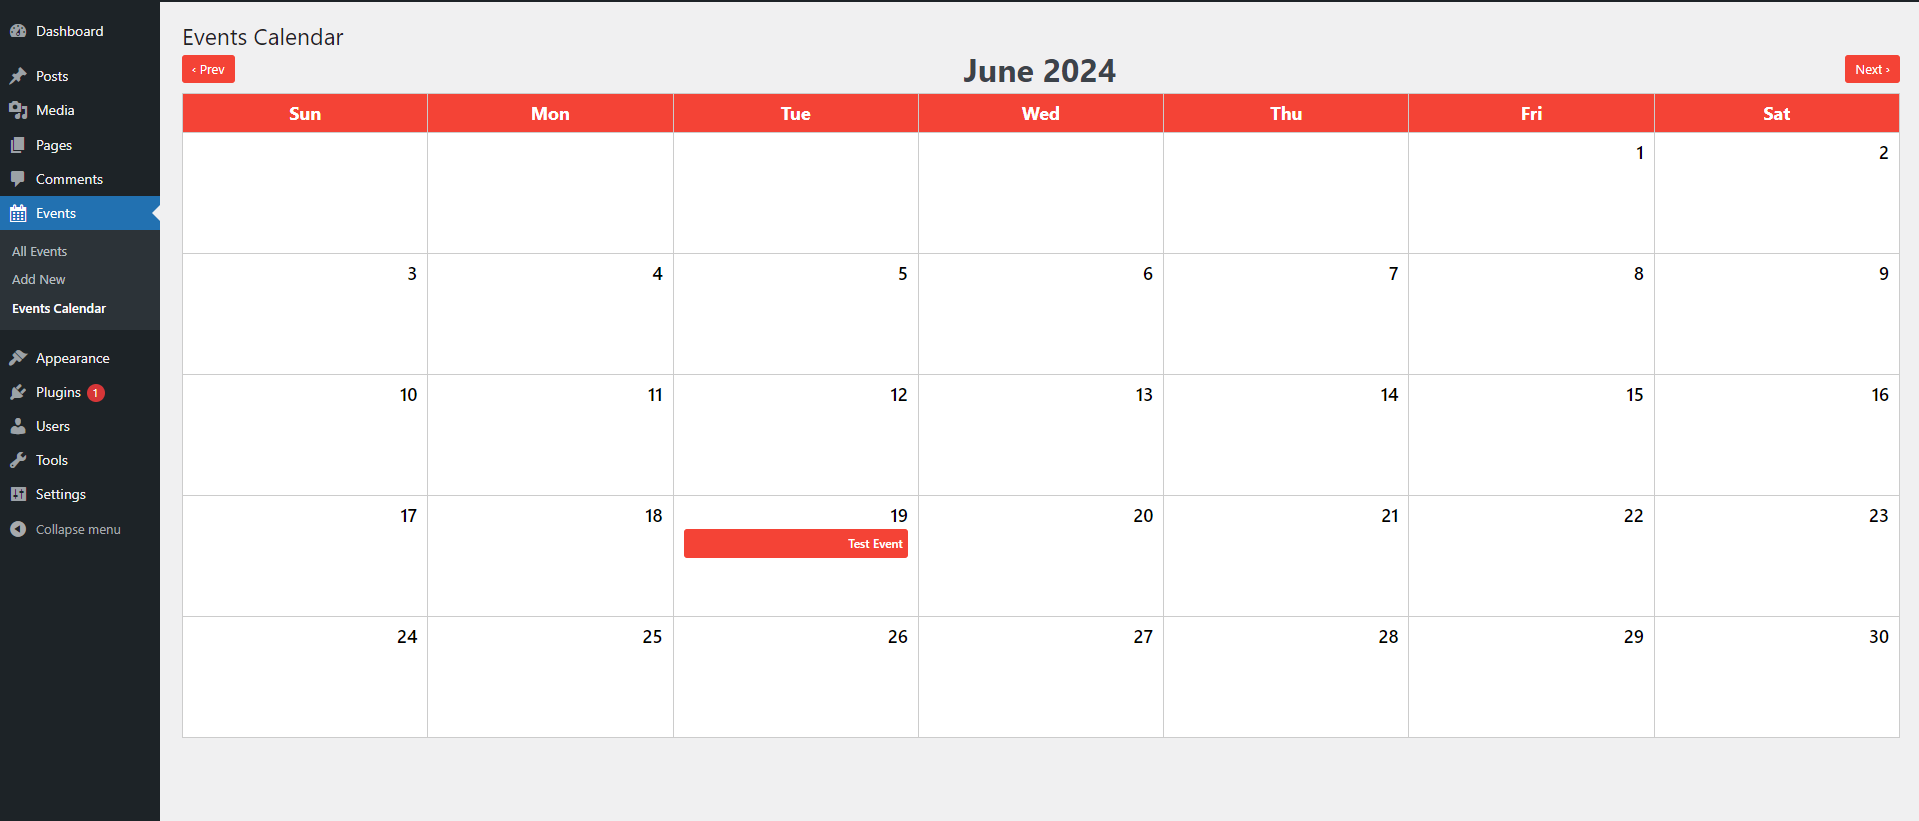 Dashboard
Posts
Media
Pages
Comments
Events
All Events
Add New
Events Calendar
Appearance
Plugins 1
Users
Tools
Settings
Collapse menu
Events Calendar
‹ Prev
June 2024
Next ›
Sun Mon Tue Wed Thu Fri Sat
1 2
3 4 5 6 7 8 9
10 11 12 13 14 15 16
17 18 19 20 21 22 23
Test Event
24 25 26 27 28 29 30